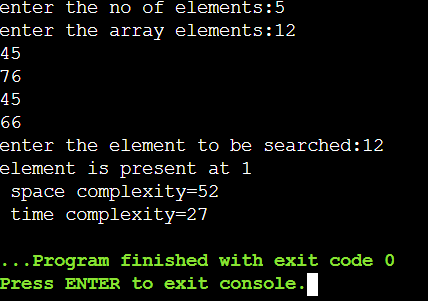 enter the no of elements:5
enter the array elements:12
45
76
45
66
enter the element to be searched:12
element is present at 1
 space complexity=52
 time complexity=27

...Program finished with exit code 0
Press ENTER to exit console.